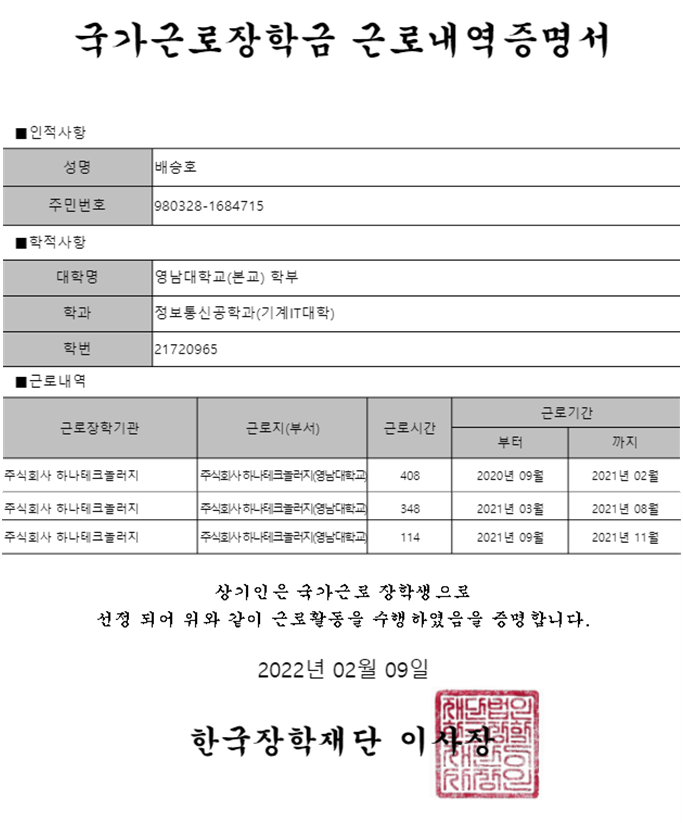 국가근로장학금 근로내역증명서
■인적사항
성명 배승호
주민번호 980328-1684715
■학적사항
대학명 영남대학교(본교) 학부
학과 정보통신공학과(기계IT대학)
학번 21720965
■근로내역
근로장학기관 근로지(부서) 근로시간 근로기간
부터 까지
주식회사 하나테크놀러지 주식회사 하나테크놀러지(영남대학교) 408 2020년 09월 2021년 02월
주식회사 하나테크놀러지 주식회사 하나테크놀러지(영남대학교) 348 2021년 03월 2021년 08월
주식회사 하나테크놀러지 주식회사 하나테크놀러지(영남대학교) 114 2021년 09월 2021년 11월
상기인은 국가근로 장학생으로
선정 되어 위와 같이 근로활동을 수행하였음을 증명합니다.
2022년 02월 09일
한국장학재단 이사장
재단법인